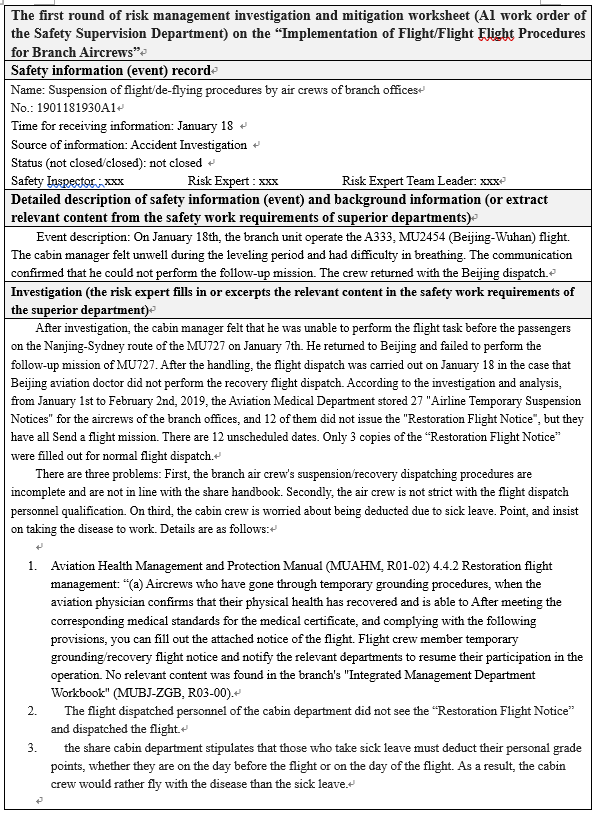 The first round of risk management investigation and mitigation worksheet (A1 work order of
the Safety Supervision Department) on the “Implementation of Flight/Flight Flight Procedures
for Branch Aircrews”
Safety information (event) record
Name: Suspension of flight/de-flying procedures by air crews of branch offices
No.: 1901181930A1
Time for receiving information: January 18
Source of information: Accident Investigation
Status (not closed/closed): not closed
Safety Inspector : xxx Risk Expert : xxx Risk Expert Team Leader: xxx
Detailed description of safety information (event) and background information (or extract
relevant content from the safety work requirements of superior departments)
Event description: On January 18th, the branch unit operate the A333, MU2454 (Beijing-Wuhan) flight.
The cabin manager felt unwell during the leveling period and had difficulty in breathing. The communication
confirmed that he could not perform the follow-up mission. The crew returned with the Beijing dispatch.
Investigation (the risk expert fills in or excerpts the relevant content in the safety work requirements of
the superior department)
After investigation, the cabin manager felt that he was unable to perform the flight task before the passengers
on the Nanjing-Sydney route of the MU727 on January 7th. He returned to Beijing and failed to perform the
follow-up mission of MU727. After the handling, the flight dispatch was carried out on January 18 in the case that
Beijing aviation doctor did not perform the recovery flight dispatch. According to the investigation and analysis,
from January 1st to February 2nd, 2019, the Aviation Medical Department stored 27 "Airline Temporary Suspension
Notices" for the aircrews of the branch offices, and 12 of them did not issue the "Restoration Flight Notice", but they
have all Send a flight mission. There are 12 unscheduled dates. Only 3 copies of the “Restoration Flight Notice”
were filled out for normal flight dispatch.
There are three problems: First, the branch air crew's suspension/recovery dispatching procedures are
incomplete and are not in line with the share handbook. Secondly, the air crew is not strict with the flight dispatch
personnel qualification. On third, the cabin crew is worried about being deducted due to sick leave. Point, and insist
on taking the disease to work. Details are as follows:
1. Aviation Health Management and Protection Manual (MUAHM, R01-02) 4.4.2 Restoration flight
management: “(a) Aircrews who have gone through temporary grounding procedures, when the
aviation physician confirms that their physical health has recovered and is able to After meeting the
corresponding medical standards for the medical certificate, and complying with the following
provisions, you can fill out the attached notice of the flight. Flight crew member temporary
grounding/recovery flight notice and notify the relevant departments to resume their participation in the
operation. No relevant content was found in the branch's "Integrated Management Department
Workbook" (MUBJ-ZGB, R03-00).
2. The flight dispatched personnel of the cabin department did not see the “Restoration Flight Notice”
and dispatched the flight.
3. the share cabin department stipulates that those who take sick leave must deduct their personal grade
points, whether they are on the day before the flight or on the day of the flight. As a result, the cabin
crew would rather fly with the disease than the sick leave.